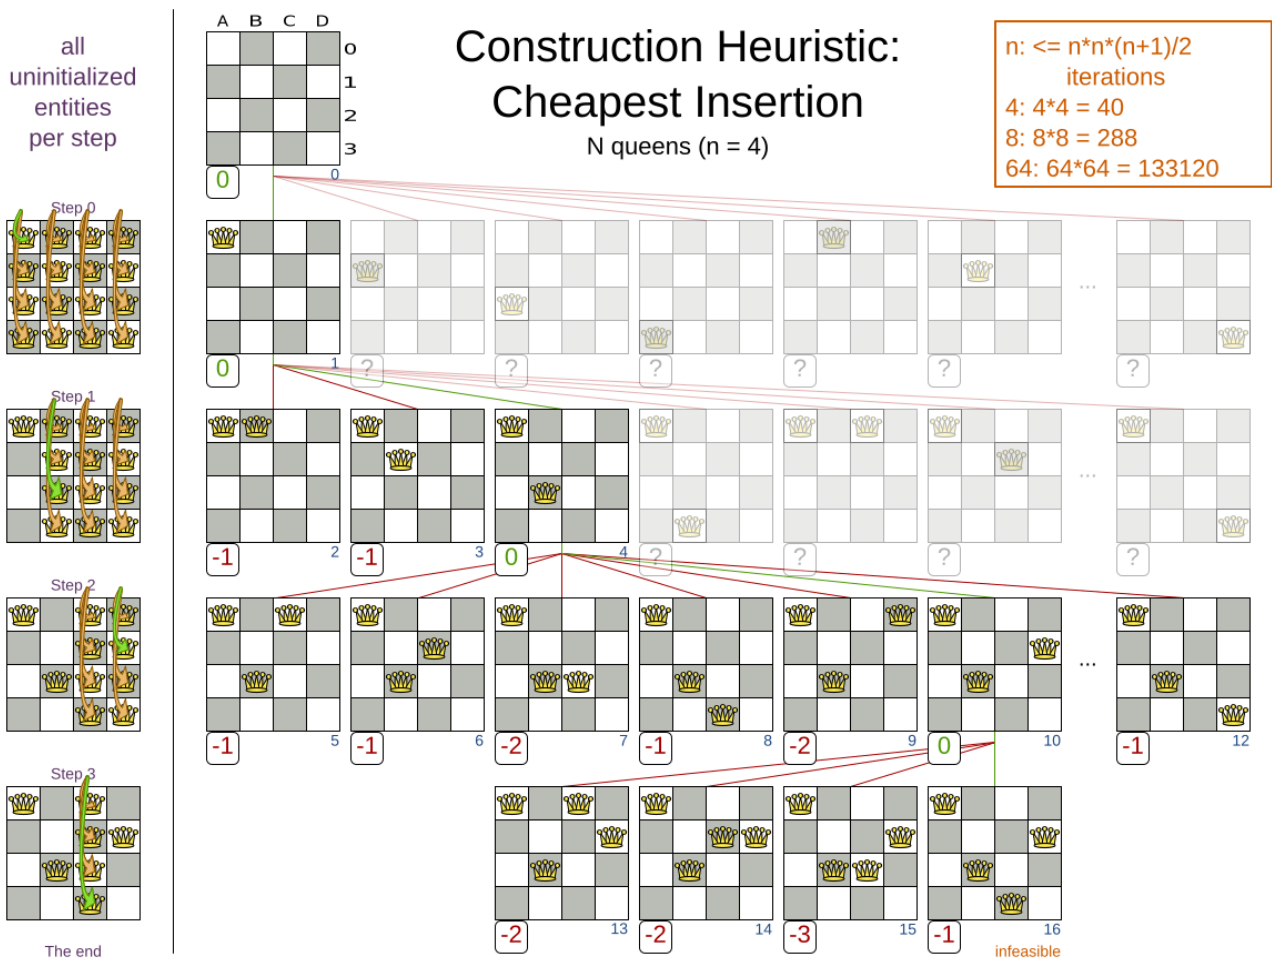 all
uninitialized
entities
per step
A B C D
0
1
2
3
Construction Heuristic:
Cheapest Insertion
N queens (n = 4)
n: <= n*n*(n+1)/2
iterations
4: 4*4 = 40
8: 8*8 = 288
64: 64*64 = 133120
0 0
Step 0
...
0 1 ? ? ? ? ? ?
Step 1
...
-1 2 -1 3 0 4 ? ? ? ?
Step 2
...
-1 5 -1 6 -2 7 -1 8 -2 9 0 10 -1 12
Step 3
-2 13 -2 14 -3 15 -1 16
The end
infeasible